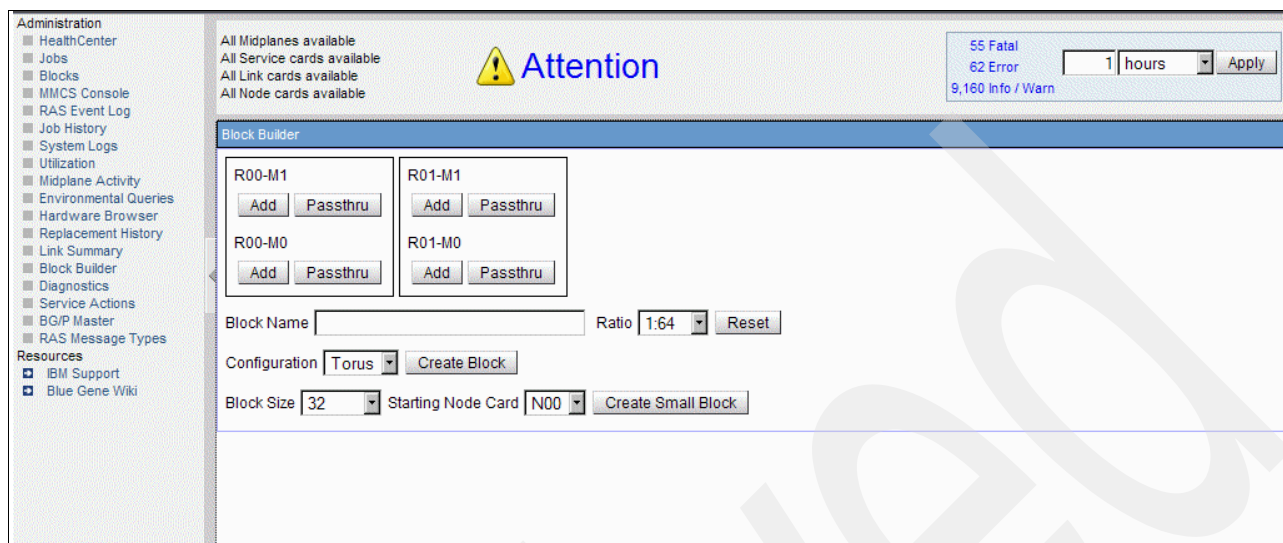 Administration
HealthCenter
Jobs
Blocks
MMCS Console
RAS Event Log
Job History
System Logs
Utilization
Midplane Activity
Environmental Queries
Hardware Browser
Replacement History
Link Summary
Block Builder
Diagnostics
Service Actions
BG/P Master
RAS Message Types
Resources
IBM Support
Blue Gene Wiki
All Midplanes available
All Service cards available
All Link cards available
All Node cards available
Attention
55 Fatal
62 Error
9,160 Info / Warn
1 hours Apply
Block Builder
R00-M1 R01-M1
Add Passthru Add Passthru
R00-M0 R01-M0
Add Passthru Add Passthru
Block Name Ratio 1:64 Reset
Configuration Torus Create Block
Block Size 32 Starting Node Card N00 Create Small Block